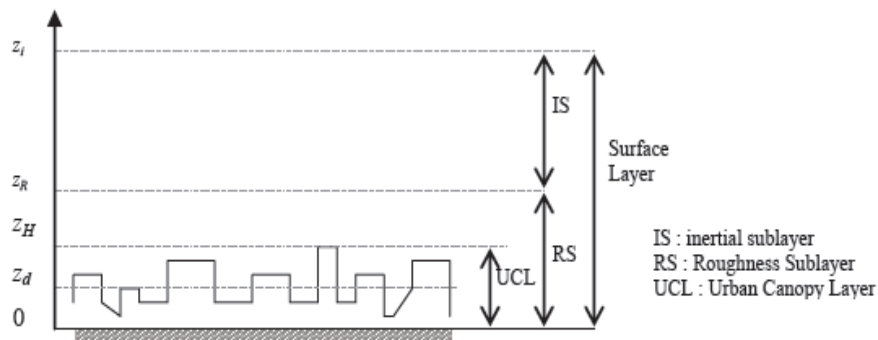 z_i
IS
Surface
Layer
z_R
z_H
RS
IS : inertial sublayer
RS : Roughness Sublayer
UCL : Urban Canopy Layer
z_d
UCL
0